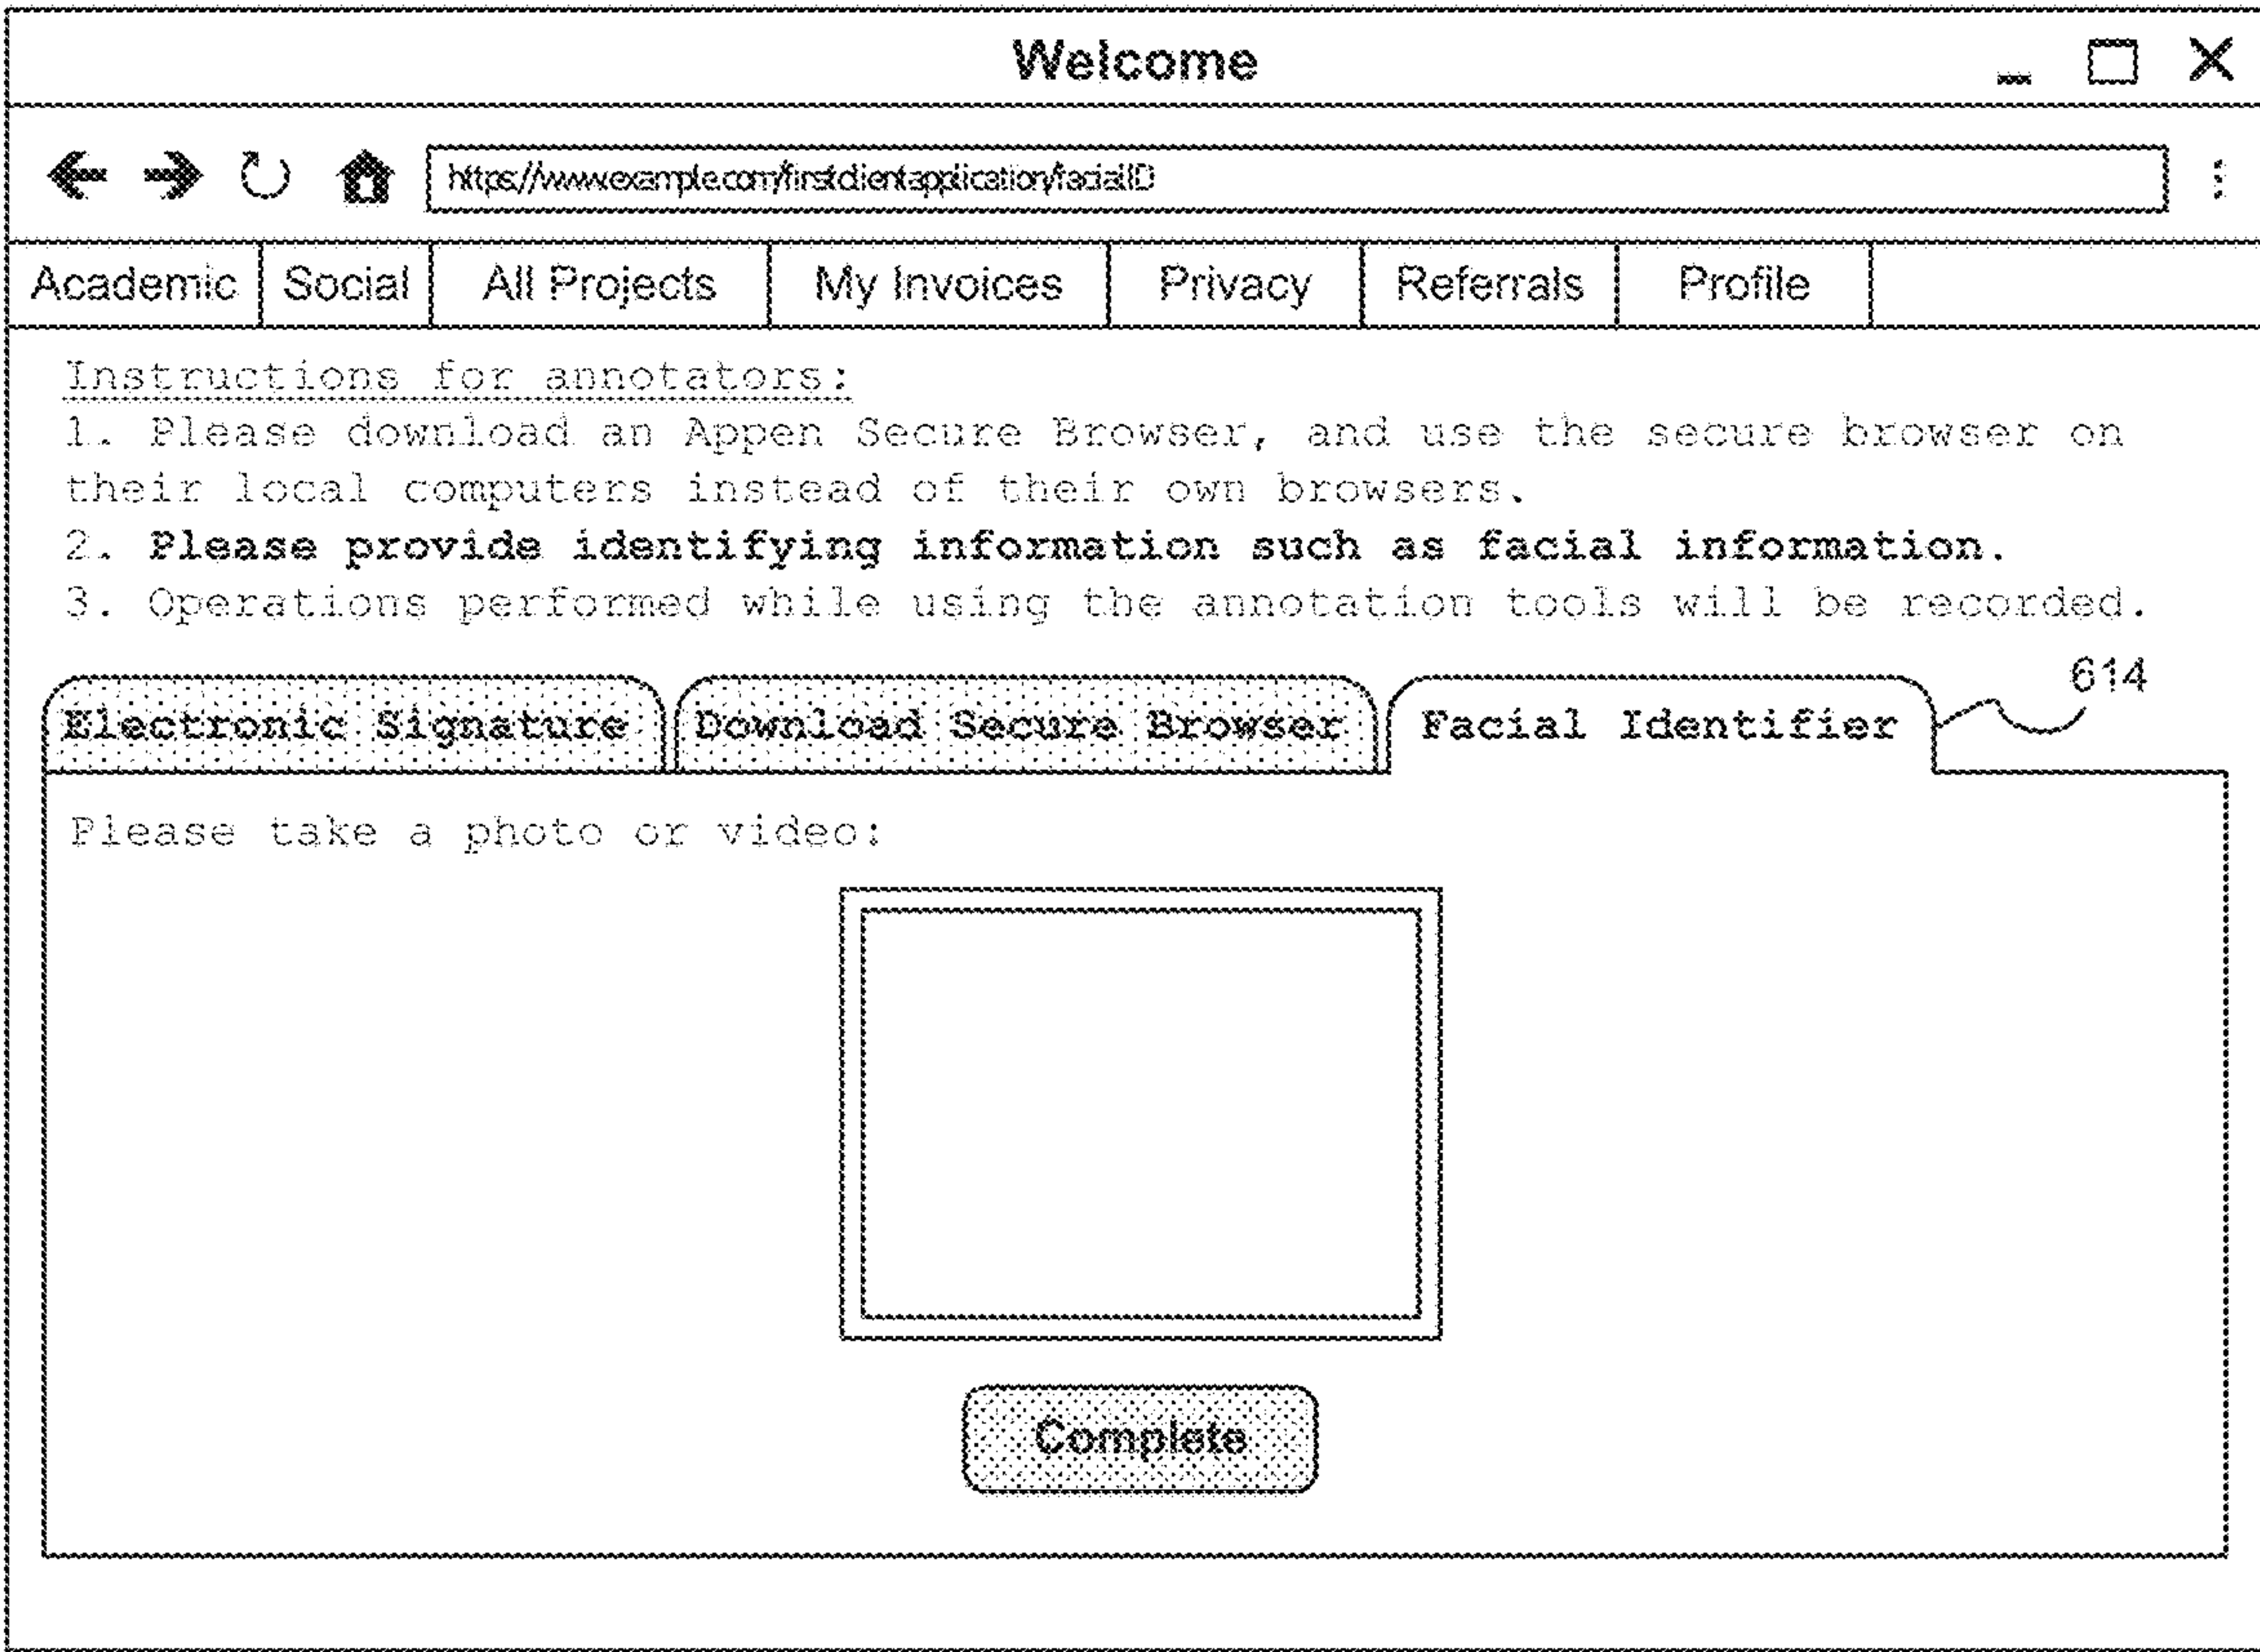 Welcome
https://www.example.com/firstclientapplication/facialID
Academic Social All Projects My Invoices Privacy Referrals Profile
Instructions for annotators:
1. Please download an Appen Secure Browser, and use the secure browser on
their local computers instead of their own browsers.
2. Please provide identifying information such as facial information.
3. Operations performed while using the annotation tools will be recorded.
614
Electronic Signature Download Secure Browser Facial Identifier
Please take a photo or video:
Complete